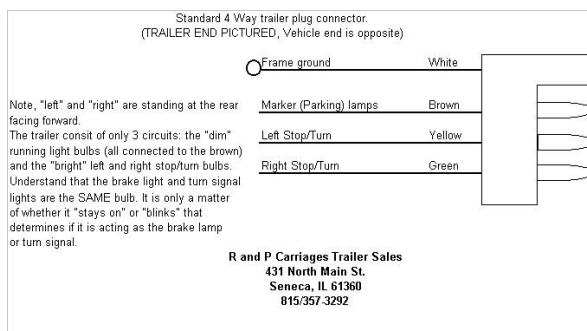 Standard 4 Way trailer plug connector.
(TRAILER END PICTURED, Vehicle end is opposite)
Frame ground White
Marker (Parking) lamps Brown
Left Stop/Turn Yellow
Right Stop/Turn Green
Note, "left" and "right" are standing at the rear
facing forward.
The trailer consit of only 3 circuits: the "dim"
running light bulbs (all connected to the brown)
and the "bright" left and right stop/turn bulbs.
Understand that the brake light and turn signal
lights are the SAME bulb. It is only a matter
of whether it "stays on" or "blinks" that
determines if it is acting as the brake lamp
or turn signal.
R and P Carriages Trailer Sales
431 North Main St.
Seneca, IL 61360
815/357-3292